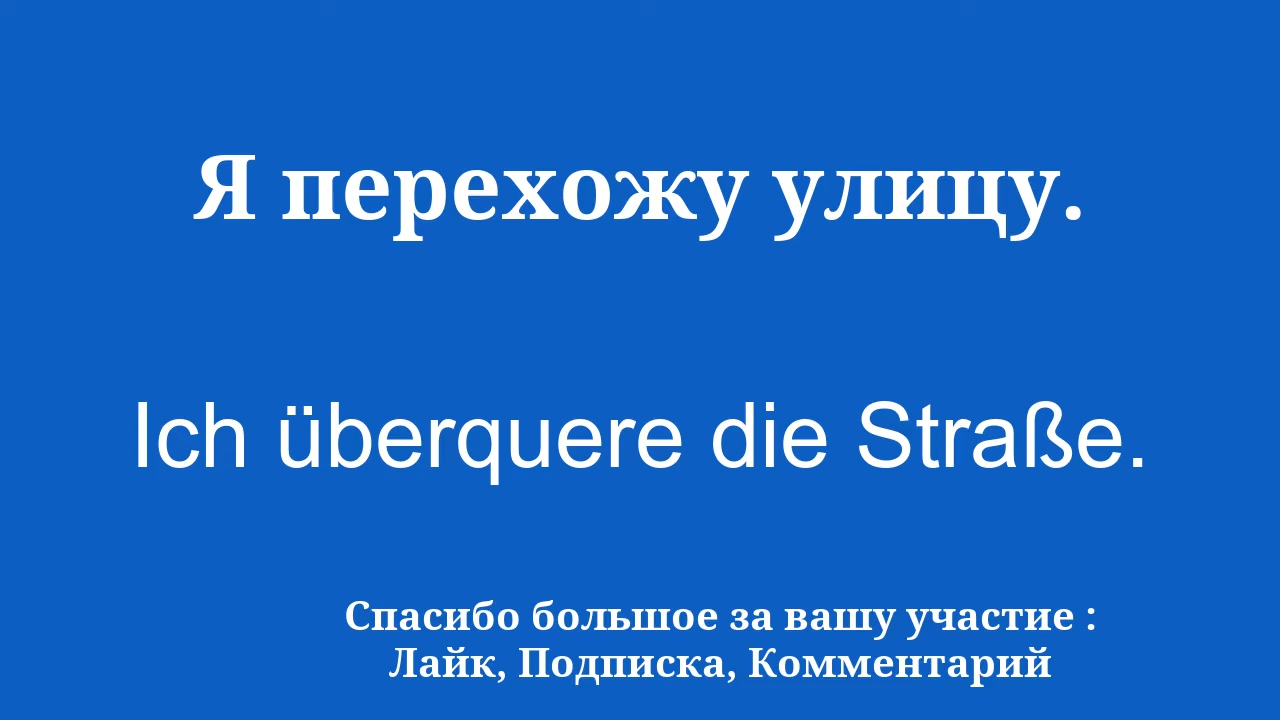 Я перехожу улицу.
Ich überquere die Straße.
Спасибо большое за вашу участие :
Лайк, Подписка, Комментарий